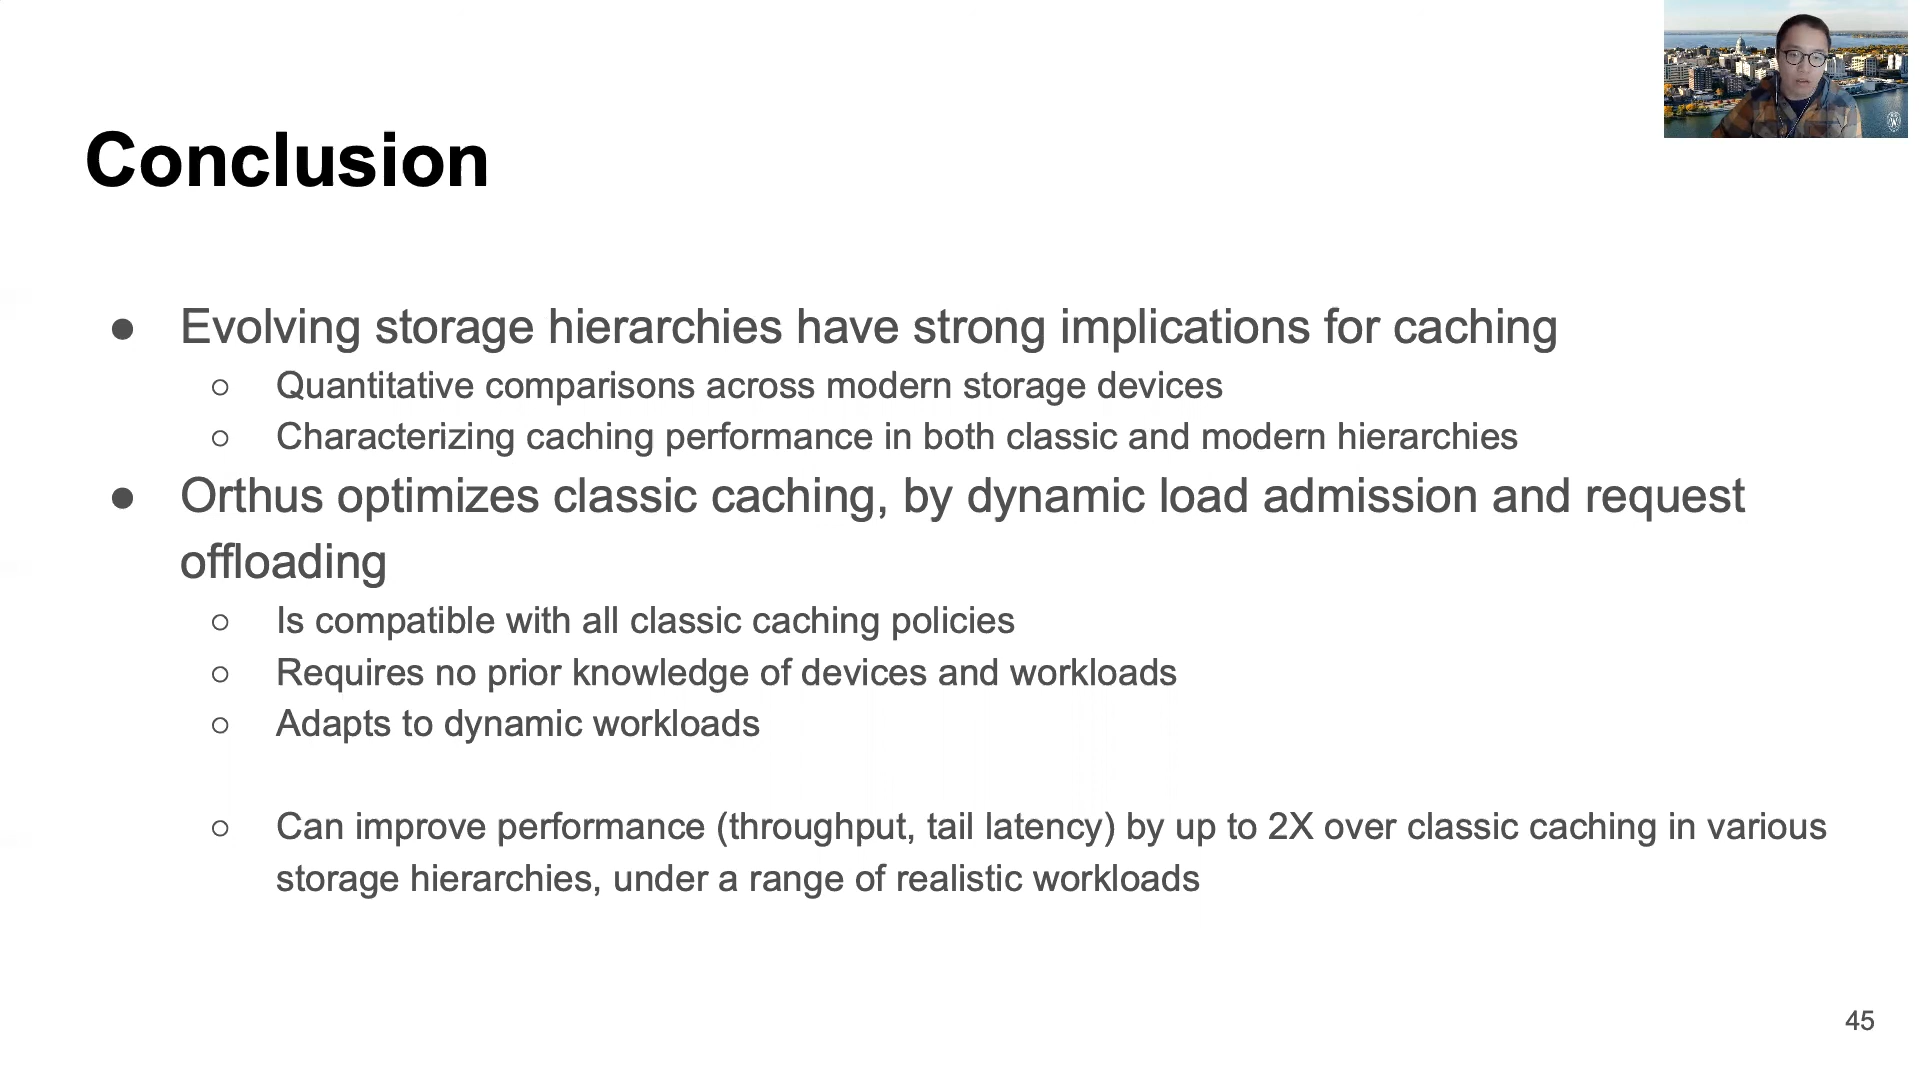 Conclusion
● Evolving storage hierarchies have strong implications for caching
○ Quantitative comparisons across modern storage devices
○ Characterizing caching performance in both classic and modern hierarchies
● Orthus optimizes classic caching, by dynamic load admission and request
offloading
○ Is compatible with all classic caching policies
○ Requires no prior knowledge of devices and workloads
○ Adapts to dynamic workloads
○ Can improve performance (throughput, tail latency) by up to 2X over classic caching in various
storage hierarchies, under a range of realistic workloads
45